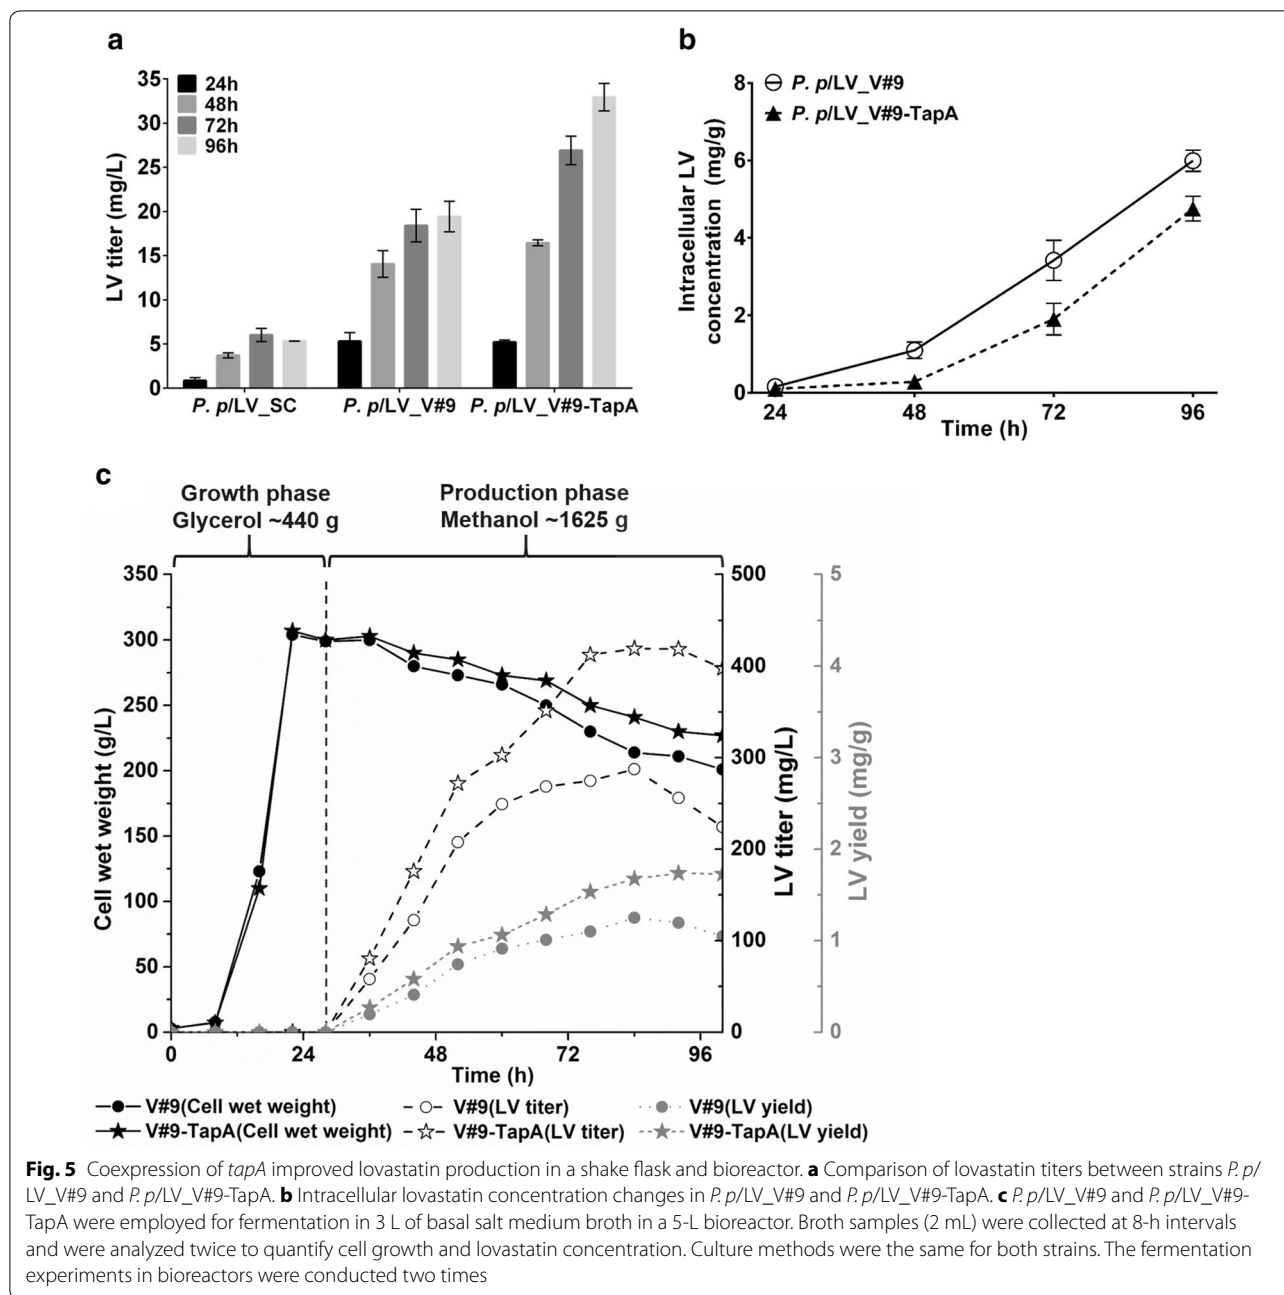 a
35
30
25
20
15
10
5
0
LV titer (mg/L)
24h
48h
72h
96h
P. p/LV_SC
P. p/LV_V#9
P. p/LV_V#9-TapA
b
8
6
4
2
0
Intracellular LV
concentration (mg/g)
P. p/LV_V#9
P. p/LV_V#9-TapA
24
48
72
96
Time (h)
c
Growth phase
Glycerol ~440 g
Production phase
Methanol ~1625 g
350
300
250
200
150
100
50
0
Cell wet weight (g/L)
500
400
300
200
100
0
LV titer (mg/L)
5
4
3
2
1
0
LV yield (mg/g)
0
24
48
72
96
Time (h)
V#9(Cell wet weight)
V#9(LV titer)
V#9(LV yield)
V#9-TapA(Cell wet weight)
V#9-TapA(LV titer)
V#9-TapA(LV yield)
Fig. 5 Coexpression of tapA improved lovastatin production in a shake flask and bioreactor. a Comparison of lovastatin titers between strains P. p/
LV_V#9 and P. p/LV_V#9-TapA. b Intracellular lovastatin concentration changes in P. p/LV_V#9 and P. p/LV_V#9-TapA. c P. p/LV_V#9 and P. p/LV_V#9-
TapA were employed for fermentation in 3 L of basal salt medium broth in a 5-L bioreactor. Broth samples (2 mL) were collected at 8-h intervals
and were analyzed twice to quantify cell growth and lovastatin concentration. Culture methods were the same for both strains. The fermentation
experiments in bioreactors were conducted two times